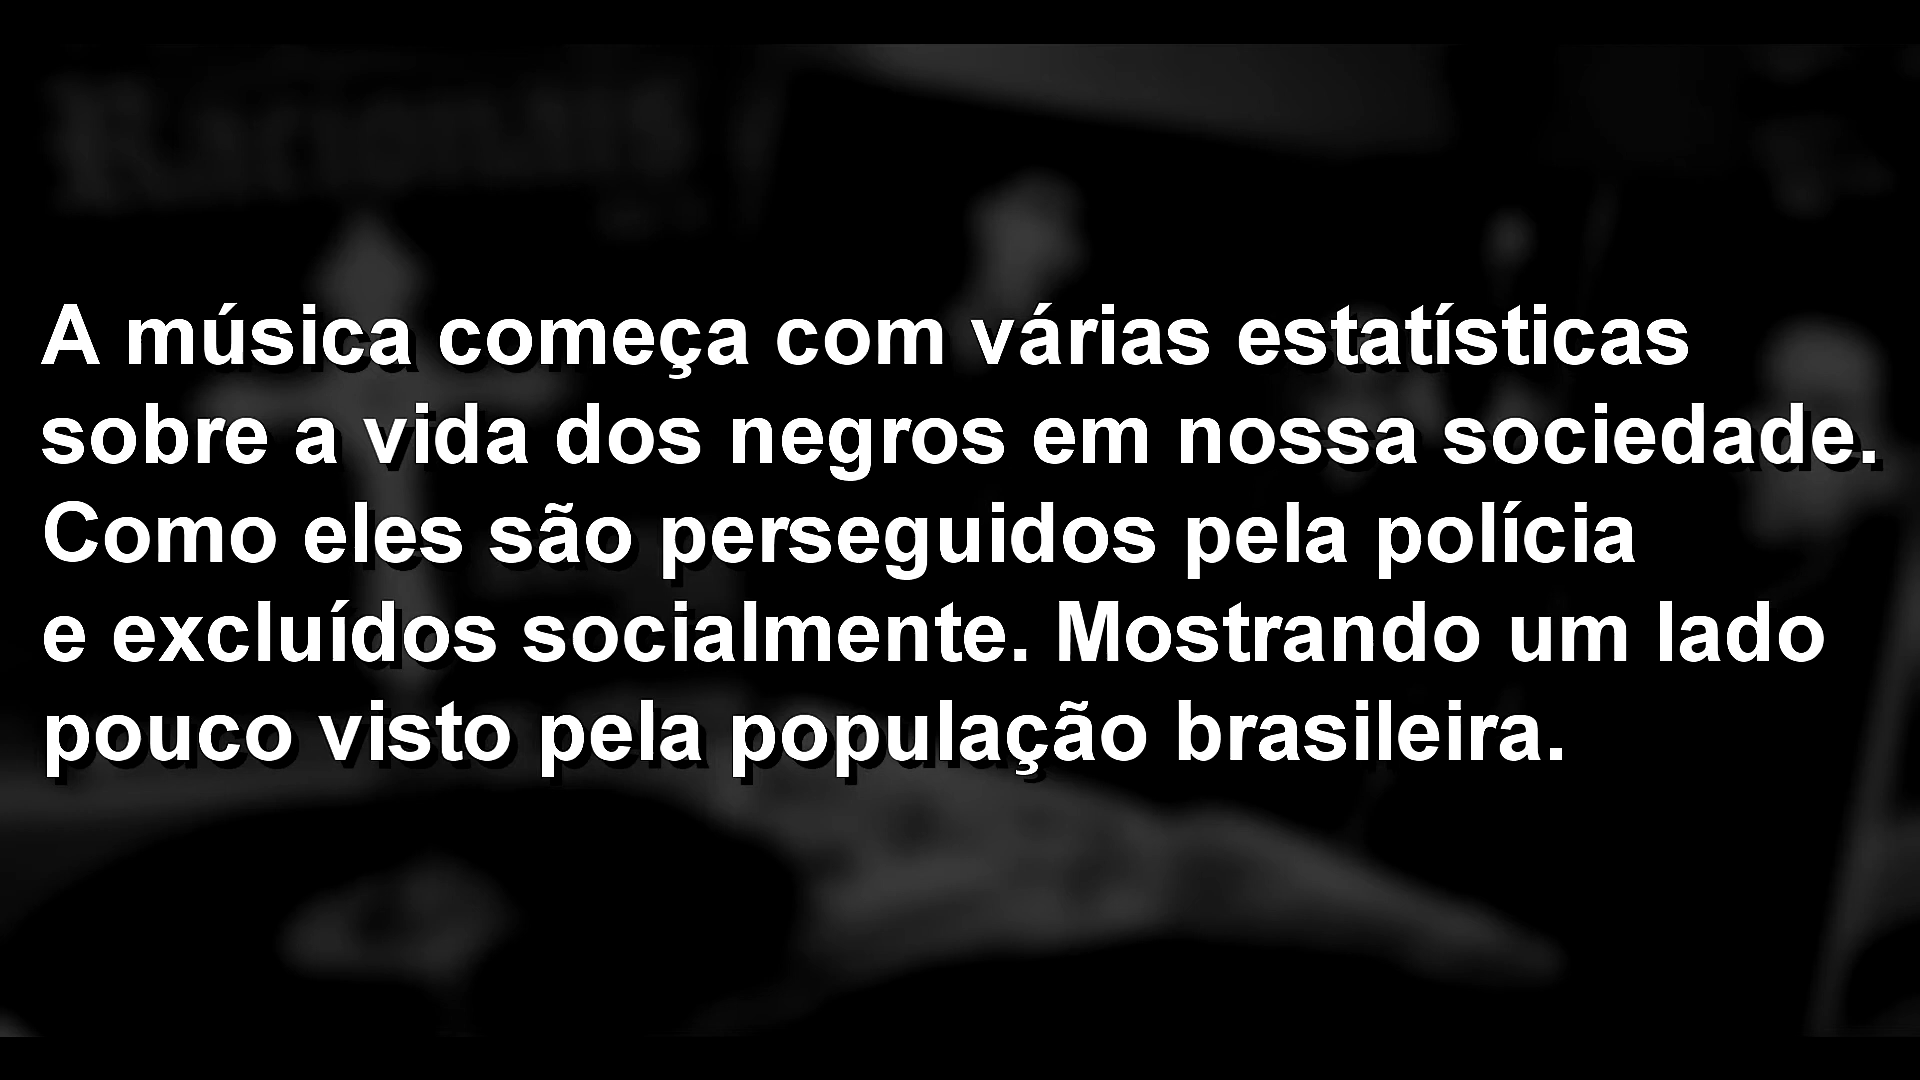 Racionais
A música começa com várias estatísticas
sobre a vida dos negros em nossa sociedade.
Como eles são perseguidos pela polícia
e excluídos socialmente. Mostrando um lado
pouco visto pela população brasileira.